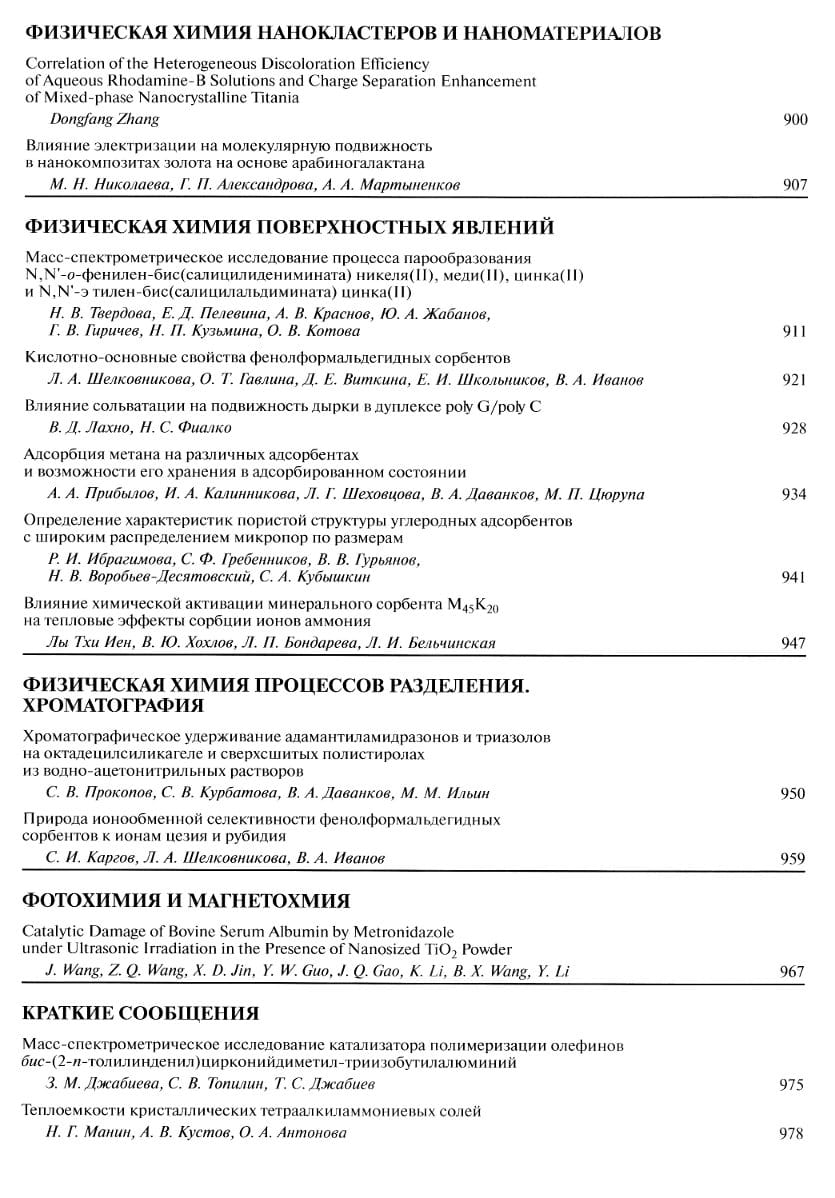 ФИЗИЧЕСКАЯ ХИМИЯ НАНОКЛАСТЕРОВ И НАНОМАТЕРИАЛОВ
Correlation of the Heterogeneous Discoloration Efficiency
of Aqueous Rhodamine-B Solutions and Charge Separation Enhancement
of Mixed-phase Nanocrystalline Titania
Dongfang Zhang 900
Влияние электризации на молекулярную подвижность
в нанокомпозитах золота на основе арабиногалактана
М. Н. Николаева, Г. П. Александрова, А. А. Мартыненков 907
ФИЗИЧЕСКАЯ ХИМИЯ ПОВЕРХНОСТНЫХ ЯВЛЕНИЙ
Масс-спектрометрическое исследование процесса парообразования
N,N'-о-фенилен-бис(салицилиденимината) никеля(II), меди(II), цинка(II)
и N,N'-э тилен-бис(салицилальдимината) цинка(II)
Н. В. Твердова, Е. Д. Пелевина, А. В. Краснов, Ю. А. Жабанов,
Г. В. Гиричев, Н. П. Кузьмина, О. В. Котова 911
Кислотно-основные свойства фенолформальдегидных сорбентов
Л. А. Шелковникова, О. Т. Гавлина, Д. Е. Виткина, Е. И. Школьников, В. А. Иванов 921
Влияние сольватации на подвижность дырки в дуплексе poly G/poly C
В. Д. Лахно, Н. С. Фиалко 928
Адсорбция метана на различных адсорбентах
и возможности его хранения в адсорбированном состоянии
А. А. Прибылов, И. А. Калинникова, Л. Г. Шеховцова, В. А. Даванков, М. П. Цюрупа 934
Определение характеристик пористой структуры углеродных адсорбентов
с широким распределением микропор по размерам
Р. И. Ибрагимова, С. Ф. Гребенников, В. В. Гурьянов,
Н. В. Воробьев-Десятовский, С. А. Кубышкин 941
Влияние химической активации минерального сорбента M₄₅K₂₀
на тепловые эффекты сорбции ионов аммония
Лы Тхи Иен, В. Ю. Хохлов, Л. П. Бондарева, Л. И. Бельчинская 947
ФИЗИЧЕСКАЯ ХИМИЯ ПРОЦЕССОВ РАЗДЕЛЕНИЯ.
ХРОМАТОГРАФИЯ
Хроматографическое удерживание адамантиламидразонов и триазолов
на октадецилсиликагеле и сверхсшитых полистиролах
из водно-ацетонитрильных растворов
С. В. Прокопов, С. В. Курбатова, В. А. Даванков, М. М. Ильин 950
Природа ионообменной селективности фенолформальдегидных
сорбентов к ионам цезия и рубидия
С. И. Каргов, Л. А. Шелковникова, В. А. Иванов 959
ФОТОХИМИЯ И МАГНЕТОХМИЯ
Catalytic Damage of Bovine Serum Albumin by Metronidazole
under Ultrasonic Irradiation in the Presence of Nanosized TiO₂ Powder
J. Wang, Z. Q. Wang, X. D. Jin, Y. W. Guo, J. Q. Gao, K. Li, B. X. Wang, Y. Li 967
КРАТКИЕ СООБЩЕНИЯ
Масс-спектрометрическое исследование катализатора полимеризации олефинов
бис-(2-п-толилинденил)цирконийдиметил-триизобутилалюминий
З. М. Джабиева, С. В. Топилин, Т. С. Джабиев 975
Теплоемкости кристаллических тетраалкиламмониевых солей
Н. Г. Манин, А. В. Кустов, О. А. Антонова 978